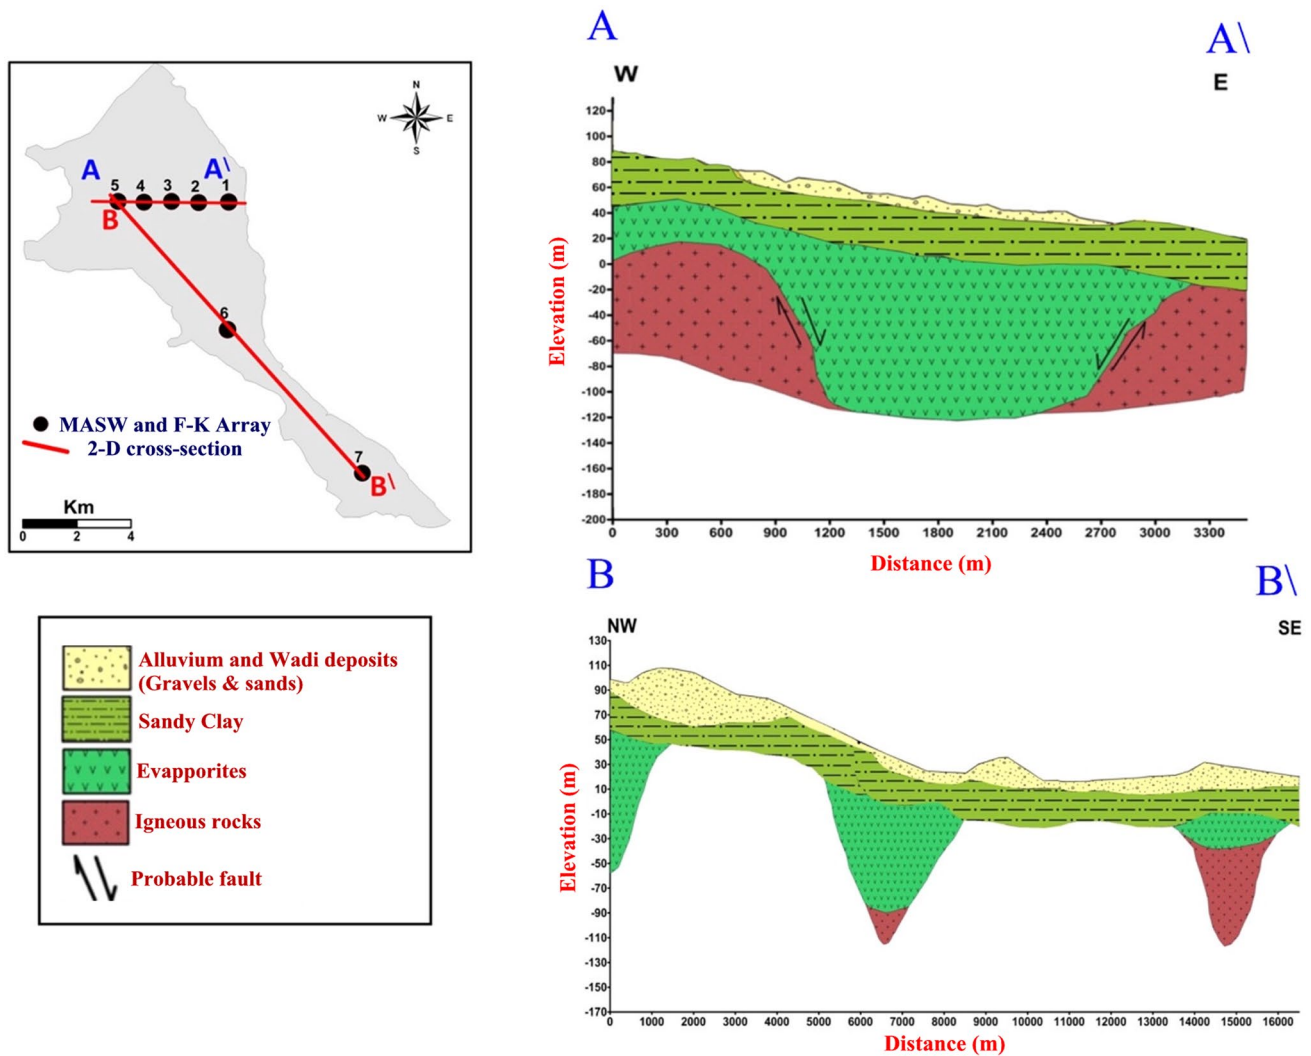 N
W E
S
A A\
5 4 3 2 1
B
6
7
B\
MASW and F-K Array
2-D cross-section
Km
0 2 4
Alluvium and Wadi deposits
(Gravels & sands)
Sandy Clay
Evapporites
Igneous rocks
Probable fault
A A\
W E
120
100
80
60
40
20
0
-20
-40
-60
-80
-100
-120
-140
-160
-180
-200
Elevation (m)
0 300 600 900 1200 1500 1800 2100 2400 2700 3000 3300
Distance (m)
B B\
NW SE
130
110
90
70
50
30
10
-10
-30
-50
-70
-90
-110
-130
-150
-170
Elevation (m)
0 1000 2000 3000 4000 5000 6000 7000 8000 9000 10000 11000 12000 13000 14000 15000 16000
Distance (m)